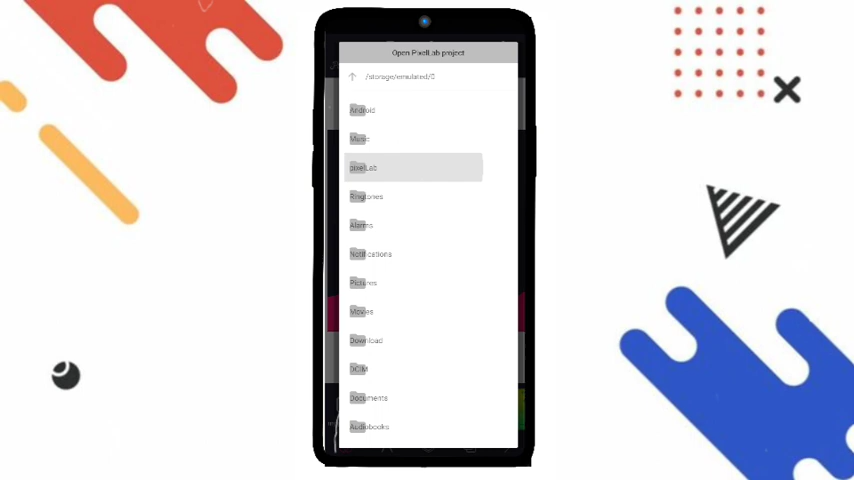 Open PixelLab project
/storage/emulated/0
Android
Music
pixelLab
Ringtones
Alarms
Notifications
Pictures
Movies
Download
DCIM
Documents
Audiobooks